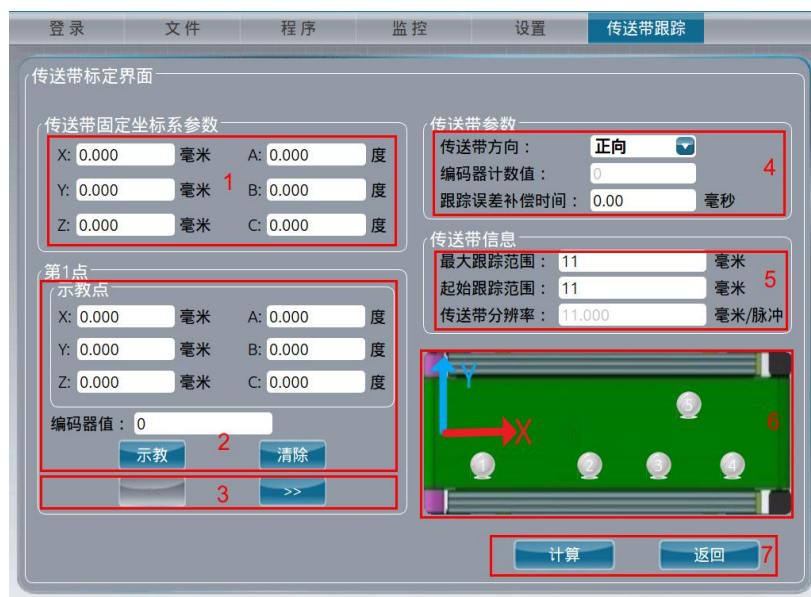 登录 文件 程序 监控 设置 传送带跟踪
传送带标定界面
传送带固定坐标系参数
X: 0.000 毫米 A: 0.000 度
Y: 0.000 毫米 1 B: 0.000 度
Z: 0.000 毫米 C: 0.000 度
第1点
示教点
X: 0.000 毫米 A: 0.000 度
Y: 0.000 毫米 B: 0.000 度
Z: 0.000 毫米 C: 0.000 度
编码器值： 0
示教 2 清除
3 >>
传送带参数
传送带方向： 正向
编码器计数值： 0 4
跟踪误差补偿时间： 0.00 毫秒
传送带信息
最大跟踪范围： 11 毫米
起始跟踪范围： 11 毫米 5
传送带分辨率： 11.000 毫米/脉冲
Y
5
X 6
1 2 3 4
计算 返回 7